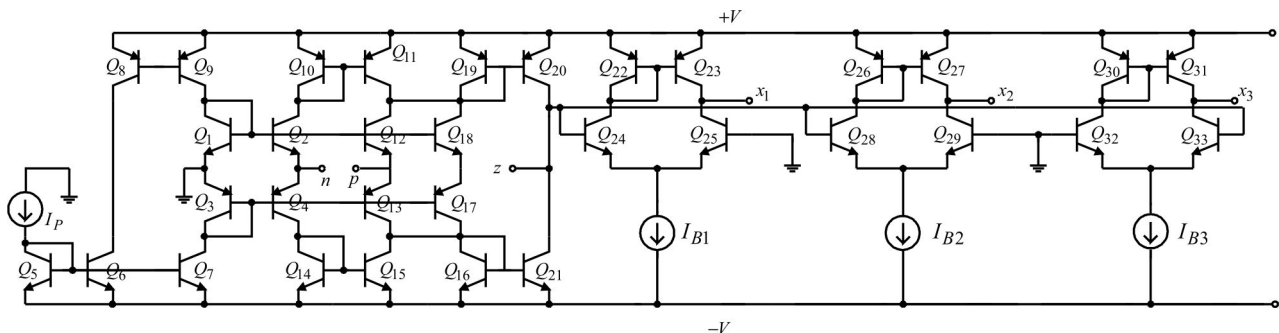 +V
Q8 Q9 Q10 Q11 Q19 Q20 Q22 Q23 Q26 Q27 Q30 Q31
x1 x2 x3
Q1 Q2 Q12 Q18 Q24 Q25 Q28 Q29 Q32 Q33
n p z
IP Q3 Q4 Q13 Q17
IB1 IB2 IB3
Q5 Q6 Q7 Q14 Q15 Q16 Q21
−V